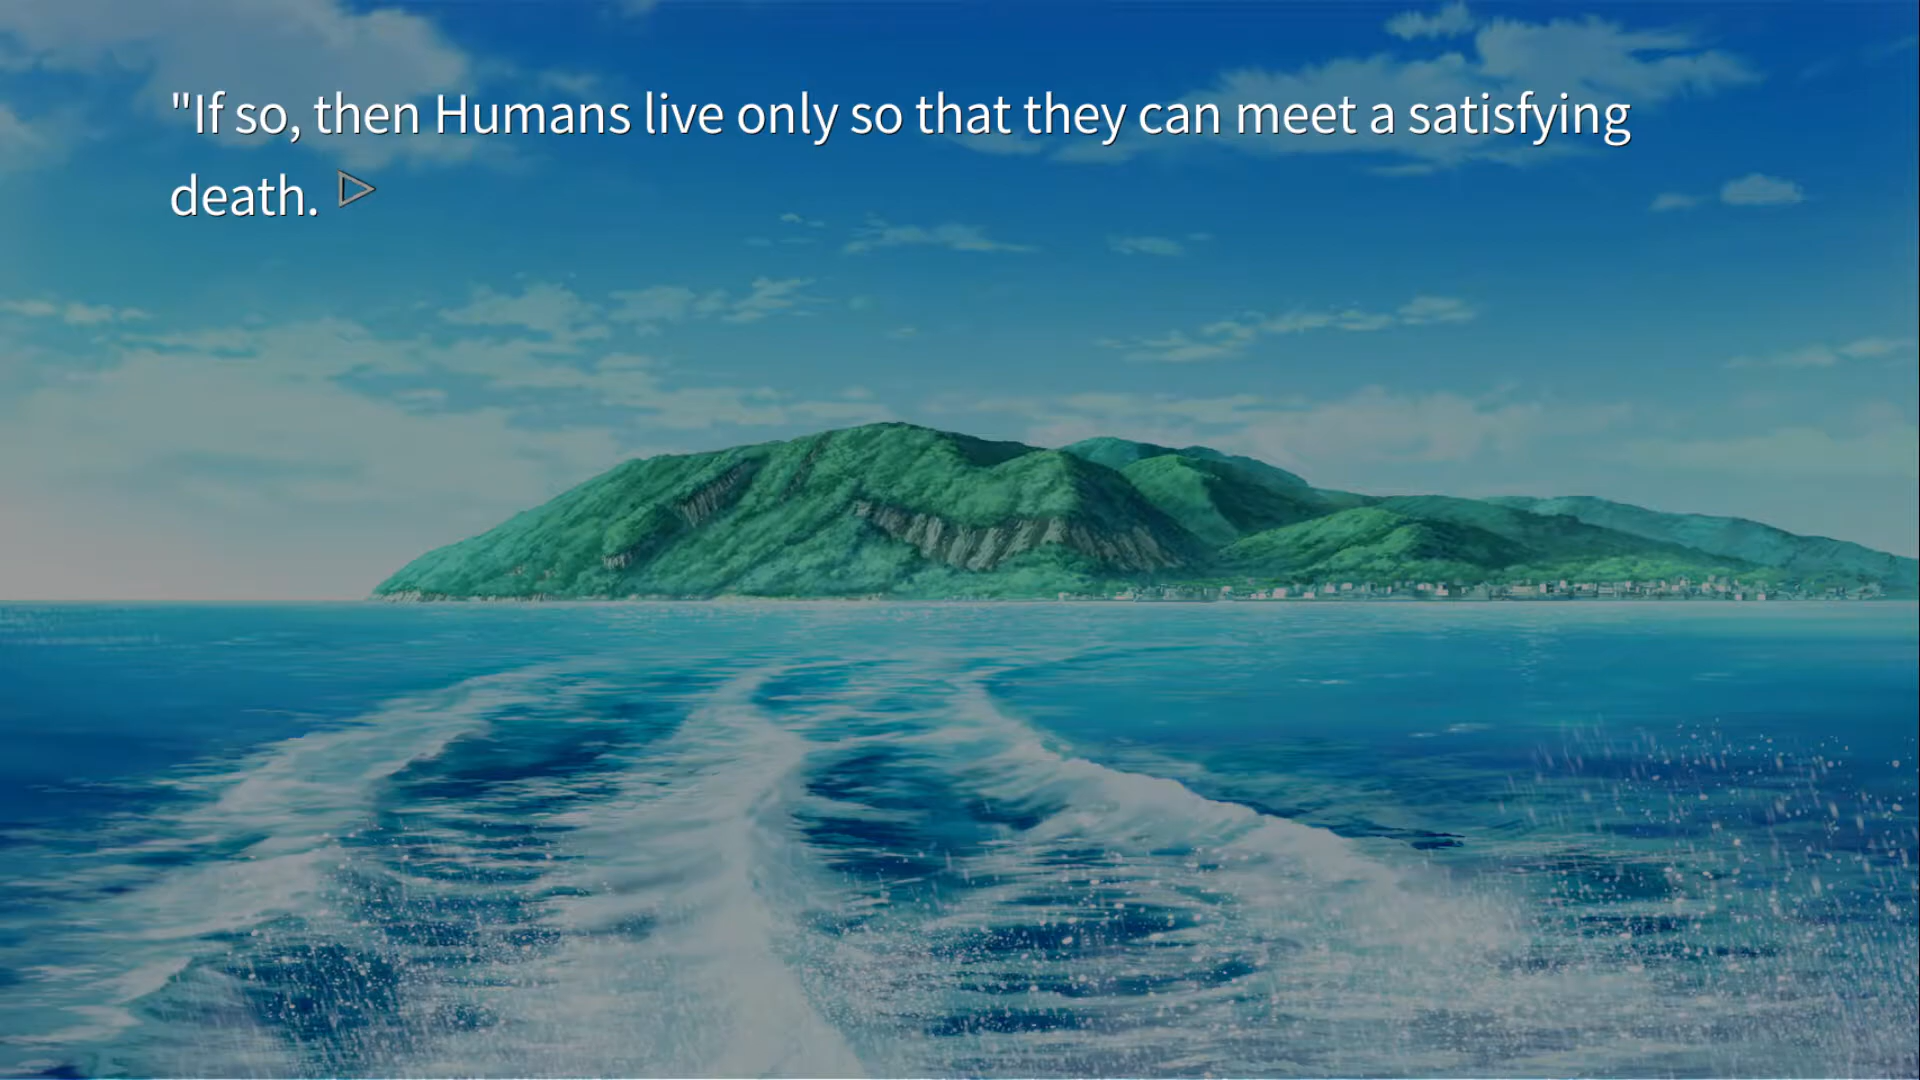 "If so, then Humans live only so that they can meet a satisfying
death.